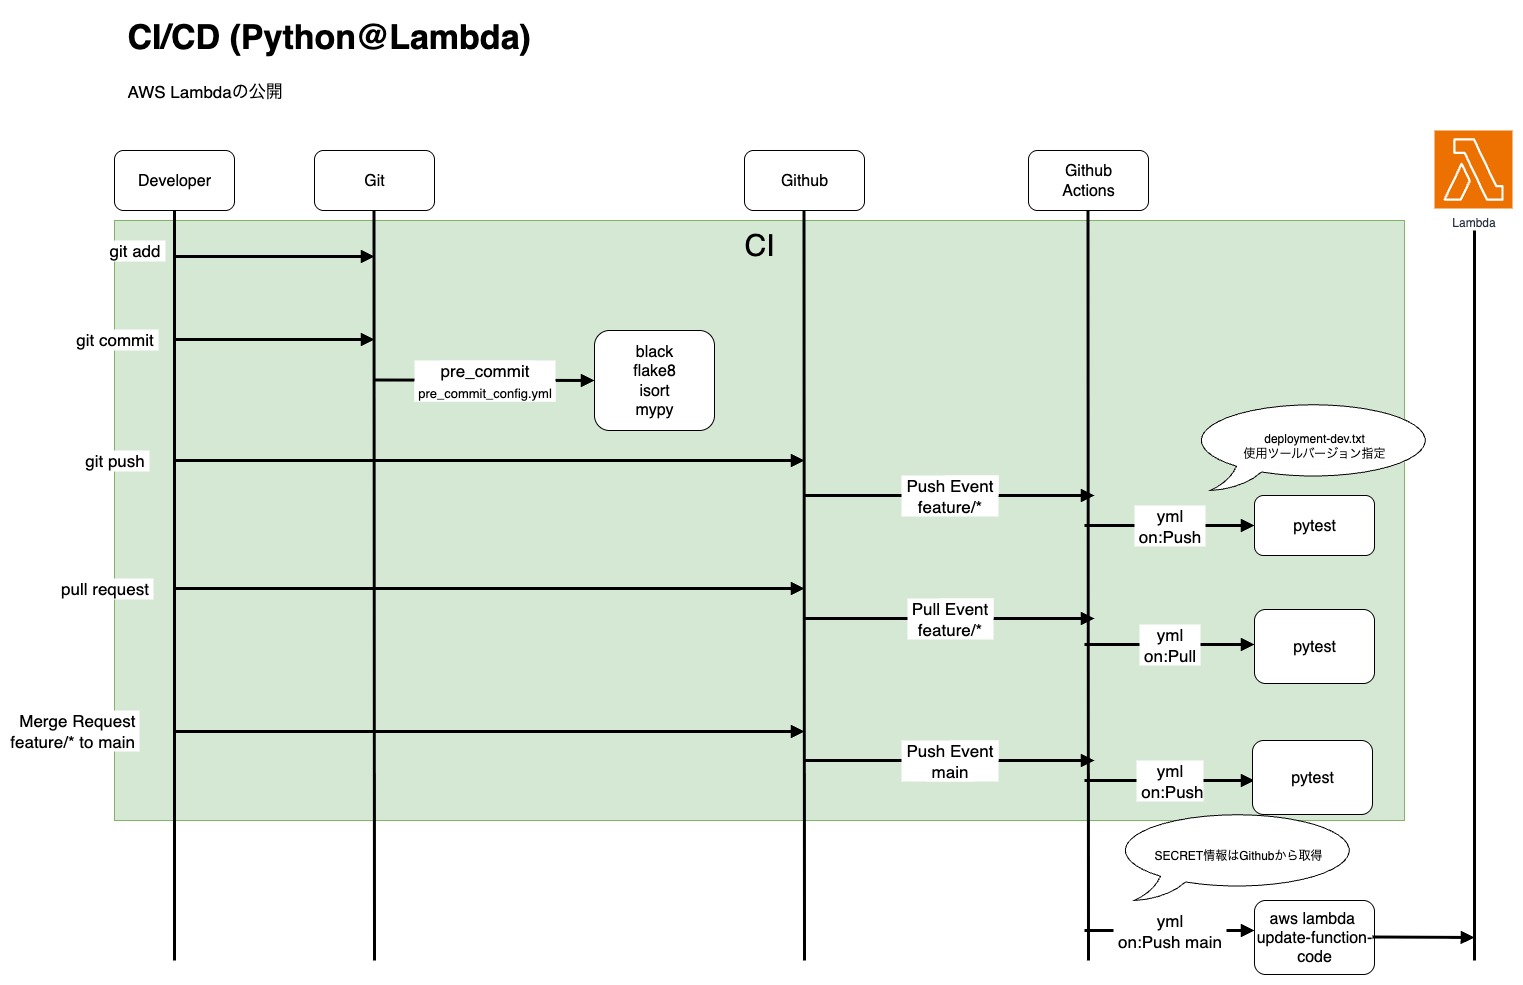 CI/CD (Python@Lambda)
AWS Lambdaの公開
Developer
Git
Github
Github
Actions
Lambda
CI
git add
git commit
pre_commit
pre_commit_config.yml
black
flake8
isort
mypy
git push
deployment-dev.txt
使用ツールバージョン指定
Push Event
feature/*
yml
on:Push
pytest
pull request
Pull Event
feature/*
yml
on:Pull
pytest
Merge Request
feature/* to main
Push Event
main
yml
on:Push
pytest
SECRET情報はGithubから取得
yml
on:Push main
aws lambda
update-function-
code